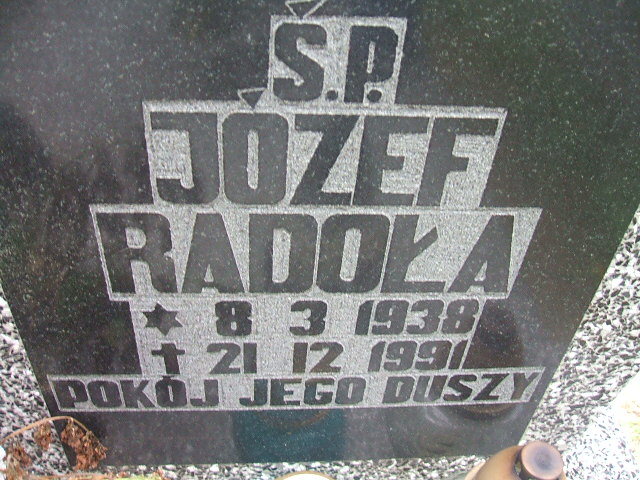 Ś.P.
JÓZEF
RADOŁA
* 8 3 1938
† 21 12 1991
POKÓJ JEGO DUSZY